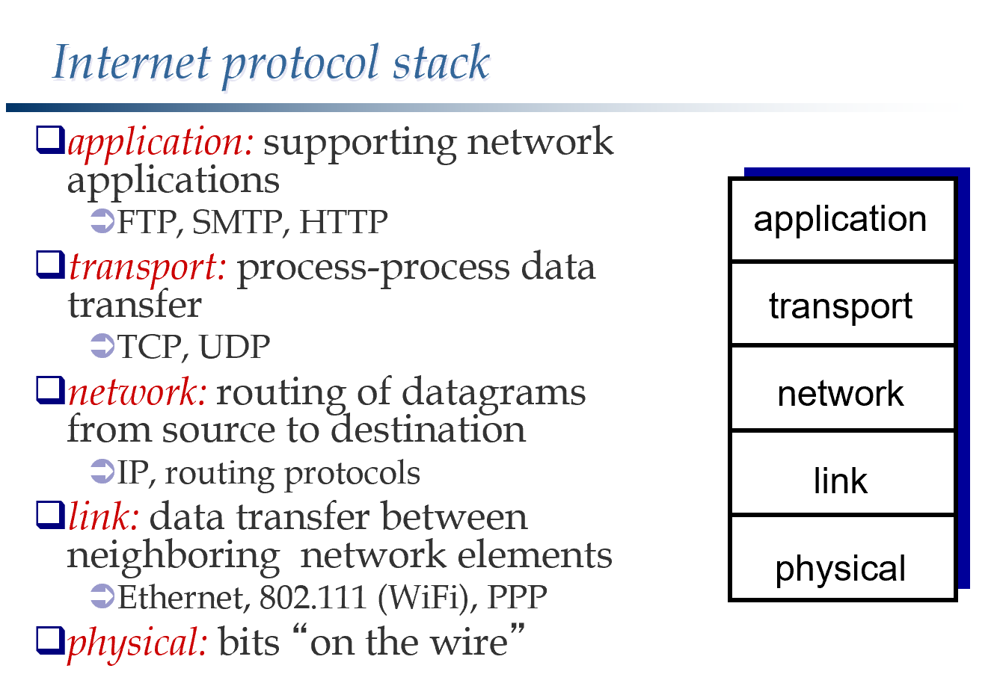 Internet protocol stack
application: supporting network
applications
FTP, SMTP, HTTP
transport: process-process data
transfer
TCP, UDP
network: routing of datagrams
from source to destination
IP, routing protocols
link: data transfer between
neighboring network elements
Ethernet, 802.111 (WiFi), PPP
physical: bits “on the wire”
application
transport
network
link
physical